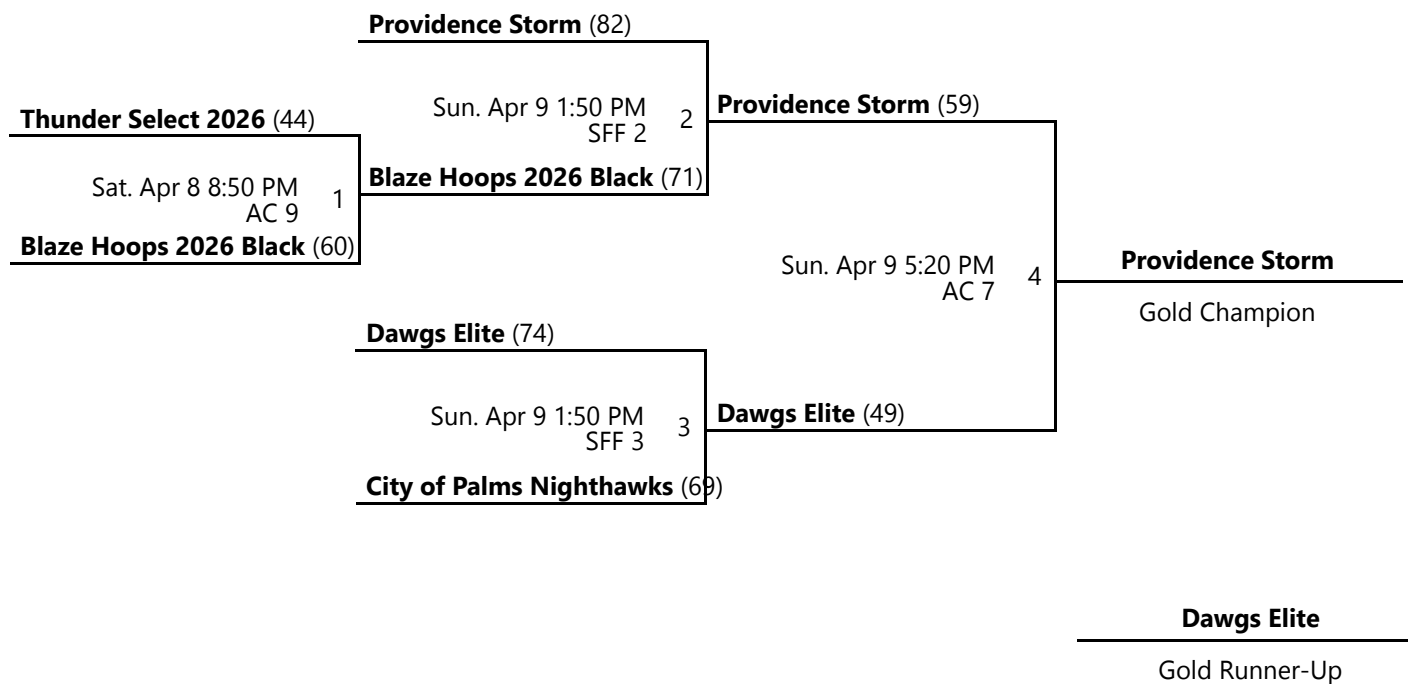 Providence Storm (82)
Sun. Apr 9 1:50 PM
SFF 2
2
Providence Storm (59)
Thunder Select 2026 (44)
Sat. Apr 8 8:50 PM
AC 9
1
Blaze Hoops 2026 Black (71)
Blaze Hoops 2026 Black (60)
Sun. Apr 9 5:20 PM
AC 7
4
Providence Storm
Gold Champion
Dawgs Elite (74)
Sun. Apr 9 1:50 PM
SFF 3
3
Dawgs Elite (49)
City of Palms Nighthawks (69)
Dawgs Elite
Gold Runner-Up